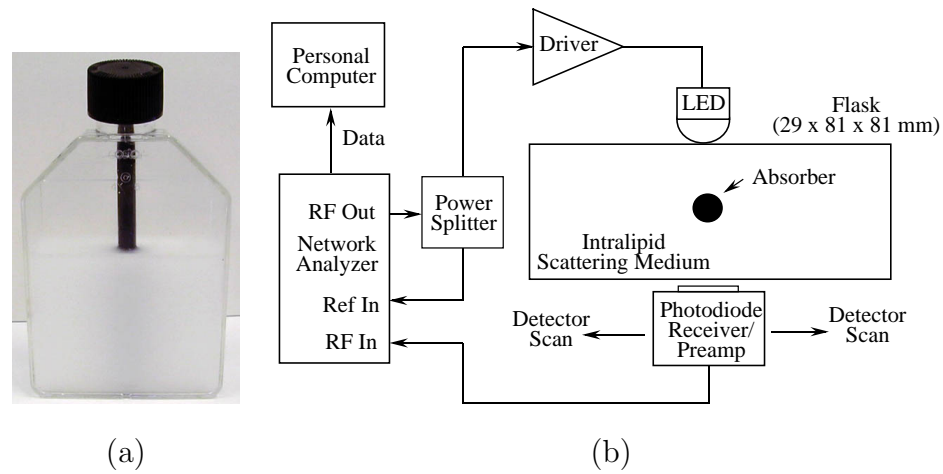 Personal
Computer
Data
RF Out
Network
Analyzer
Ref In
RF In
Power
Splitter
Driver
LED
Flask
(29 x 81 x 81 mm)
Absorber
Intralipid
Scattering Medium
Photodiode
Receiver/
Preamp
Detector
Scan
Detector
Scan
(a)
(b)